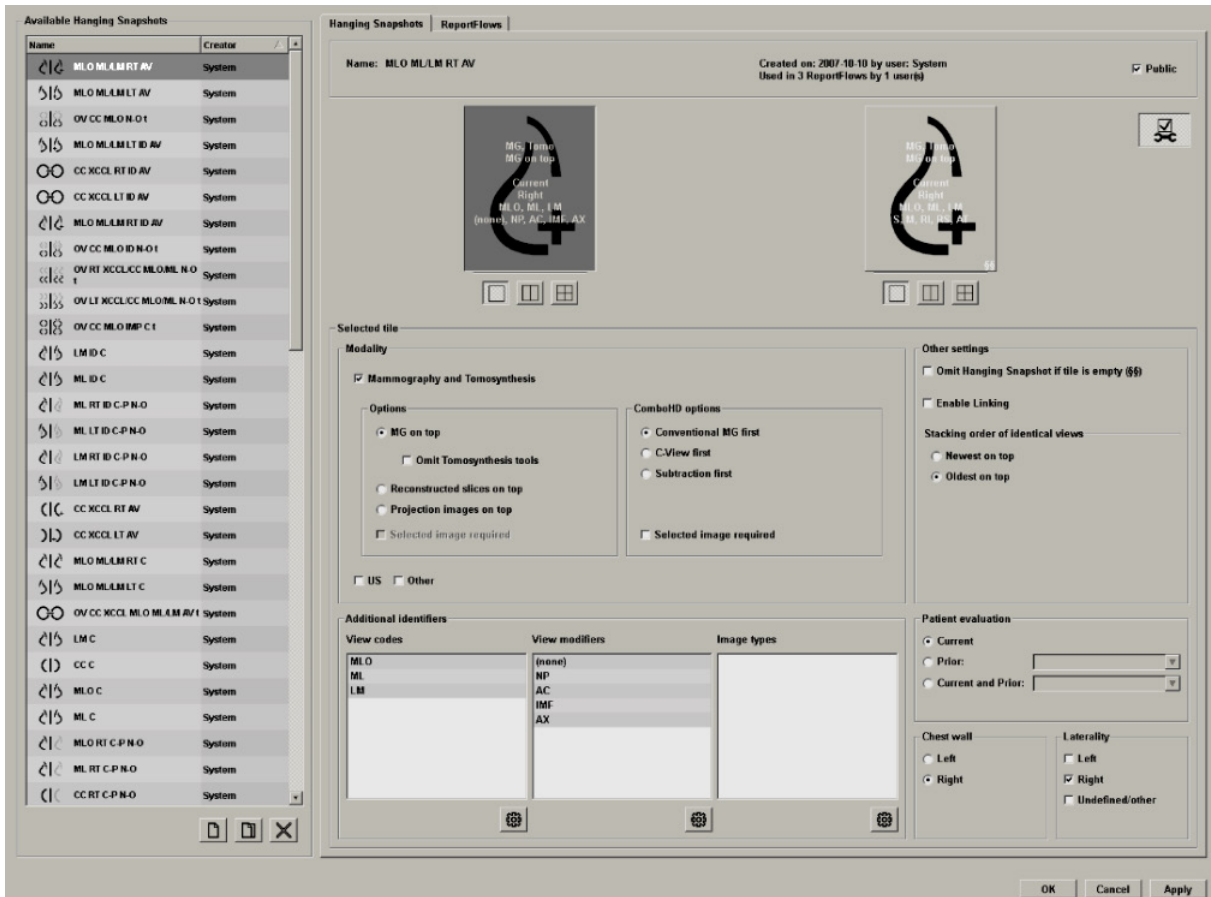 Available Hanging Snapshots
Name Creator
MLO ML/LM RT AV System
MLO ML/LM LT AV System
OV CC MLO N-O t System
MLO ML/LM LT ID AV System
CC XCCL RT ID AV System
CC XCCL LT ID AV System
MLO ML/LM RT ID AV System
OV CC MLO ID N-O t System
OV RT XCCL/CC MLO/ML N-O t System
OV LT XCCL/CC MLO/ML N-O t System
OV CC MLO IMP C t System
LM ID C System
ML ID C System
ML RT ID C-P N-O System
ML LT ID C-P N-O System
LM RT ID C-P N-O System
LM LT ID C-P N-O System
CC XCCL RT AV System
CC XCCL LT AV System
MLO ML/LM RT C System
MLO ML/LM LT C System
OV CC XCCL MLO ML/LM AV t System
LM C System
CC C System
MLO C System
ML C System
MLO RT C-P N-O System
ML RT C-P N-O System
CC RT C-P N-O System
Hanging Snapshots ReportFlows
Name: MLO ML/LM RT AV
Created on: 2007-10-10 by user: System
Used in 3 ReportFlows by 1 user(s)
Public
MG, Tomo
MG on top
Current
Right
MLO, ML, LM
(none), NP, AC, IMF, AX
MG, Tomo
MG on top
Current
Right
MLO, ML, LM
S, M, RI, RS, AT
§§
Selected tile
Modality
Mammography and Tomosynthesis
Options
MG on top
Omit Tomosynthesis tools
Reconstructed slices on top
Projection images on top
Selected image required
ComboHD options
Conventional MG first
C-View first
Subtraction first
Selected image required
US Other
Other settings
Omit Hanging Snapshot if tile is empty (§§)
Enable Linking
Stacking order of identical views
Newest on top
Oldest on top
Additional identifiers
View codes View modifiers Image types
MLO
ML
LM
(none)
NP
AC
IMF
AX
Patient evaluation
Current
Prior:
Current and Prior:
Chest wall
Left
Right
Laterality
Left
Right
Undefined/other
OK Cancel Apply